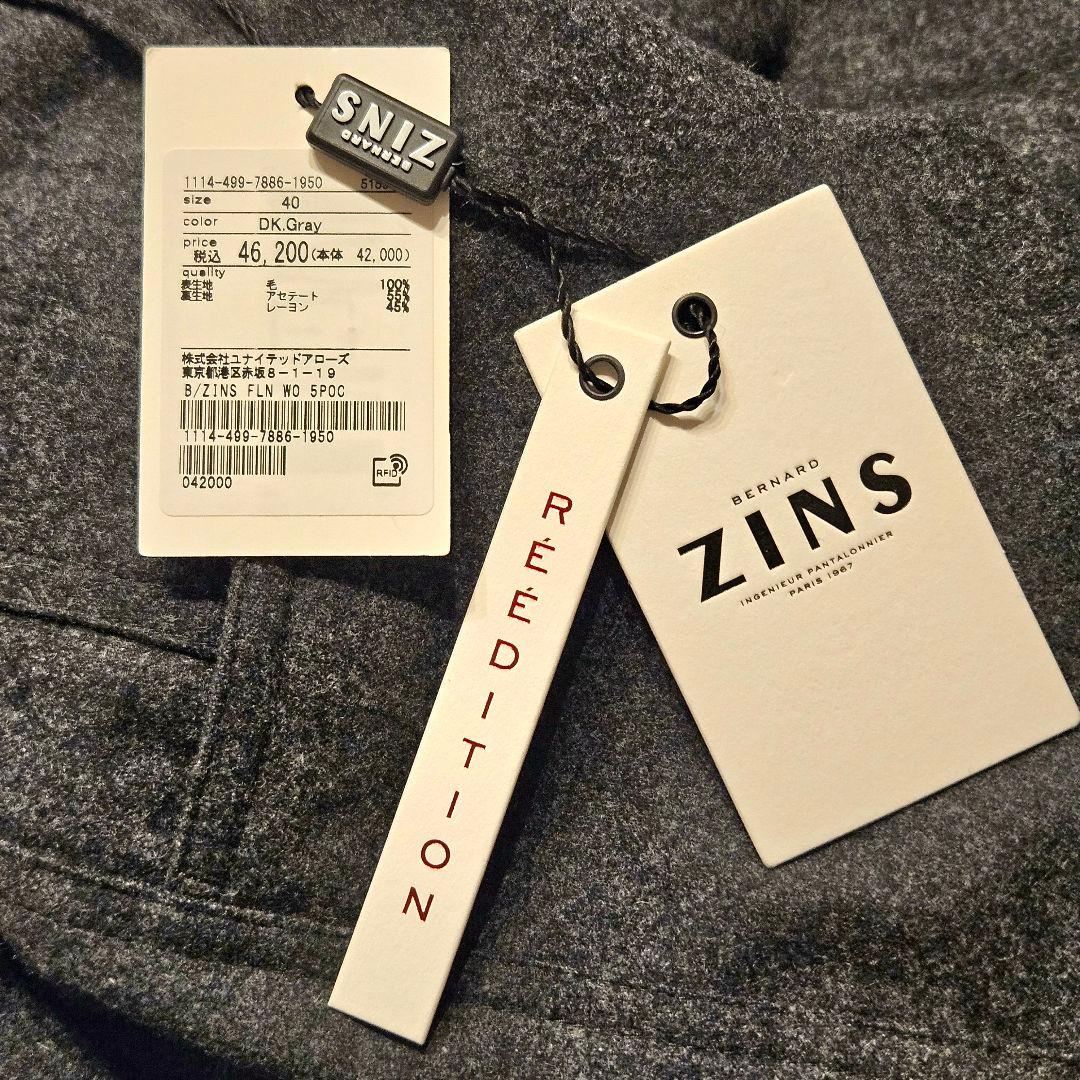 ZINS
BERNARD
1114-499-7886-1950
size 40
color DK.Gray
price
税込 46,200(本体 42,000)
quality
表生地 毛 100%
裏生地 アセテート 55%
レーヨン 45%
株式会社ユナイテッドアローズ
東京都港区赤坂8-1-19
B/ZINS FLN WO 5POC
1114-499-7886-1950
RFID
042000
RÉÉDITION
BERNARD
ZINS
INGENIEUR PANTALONNIER
PARIS 1967